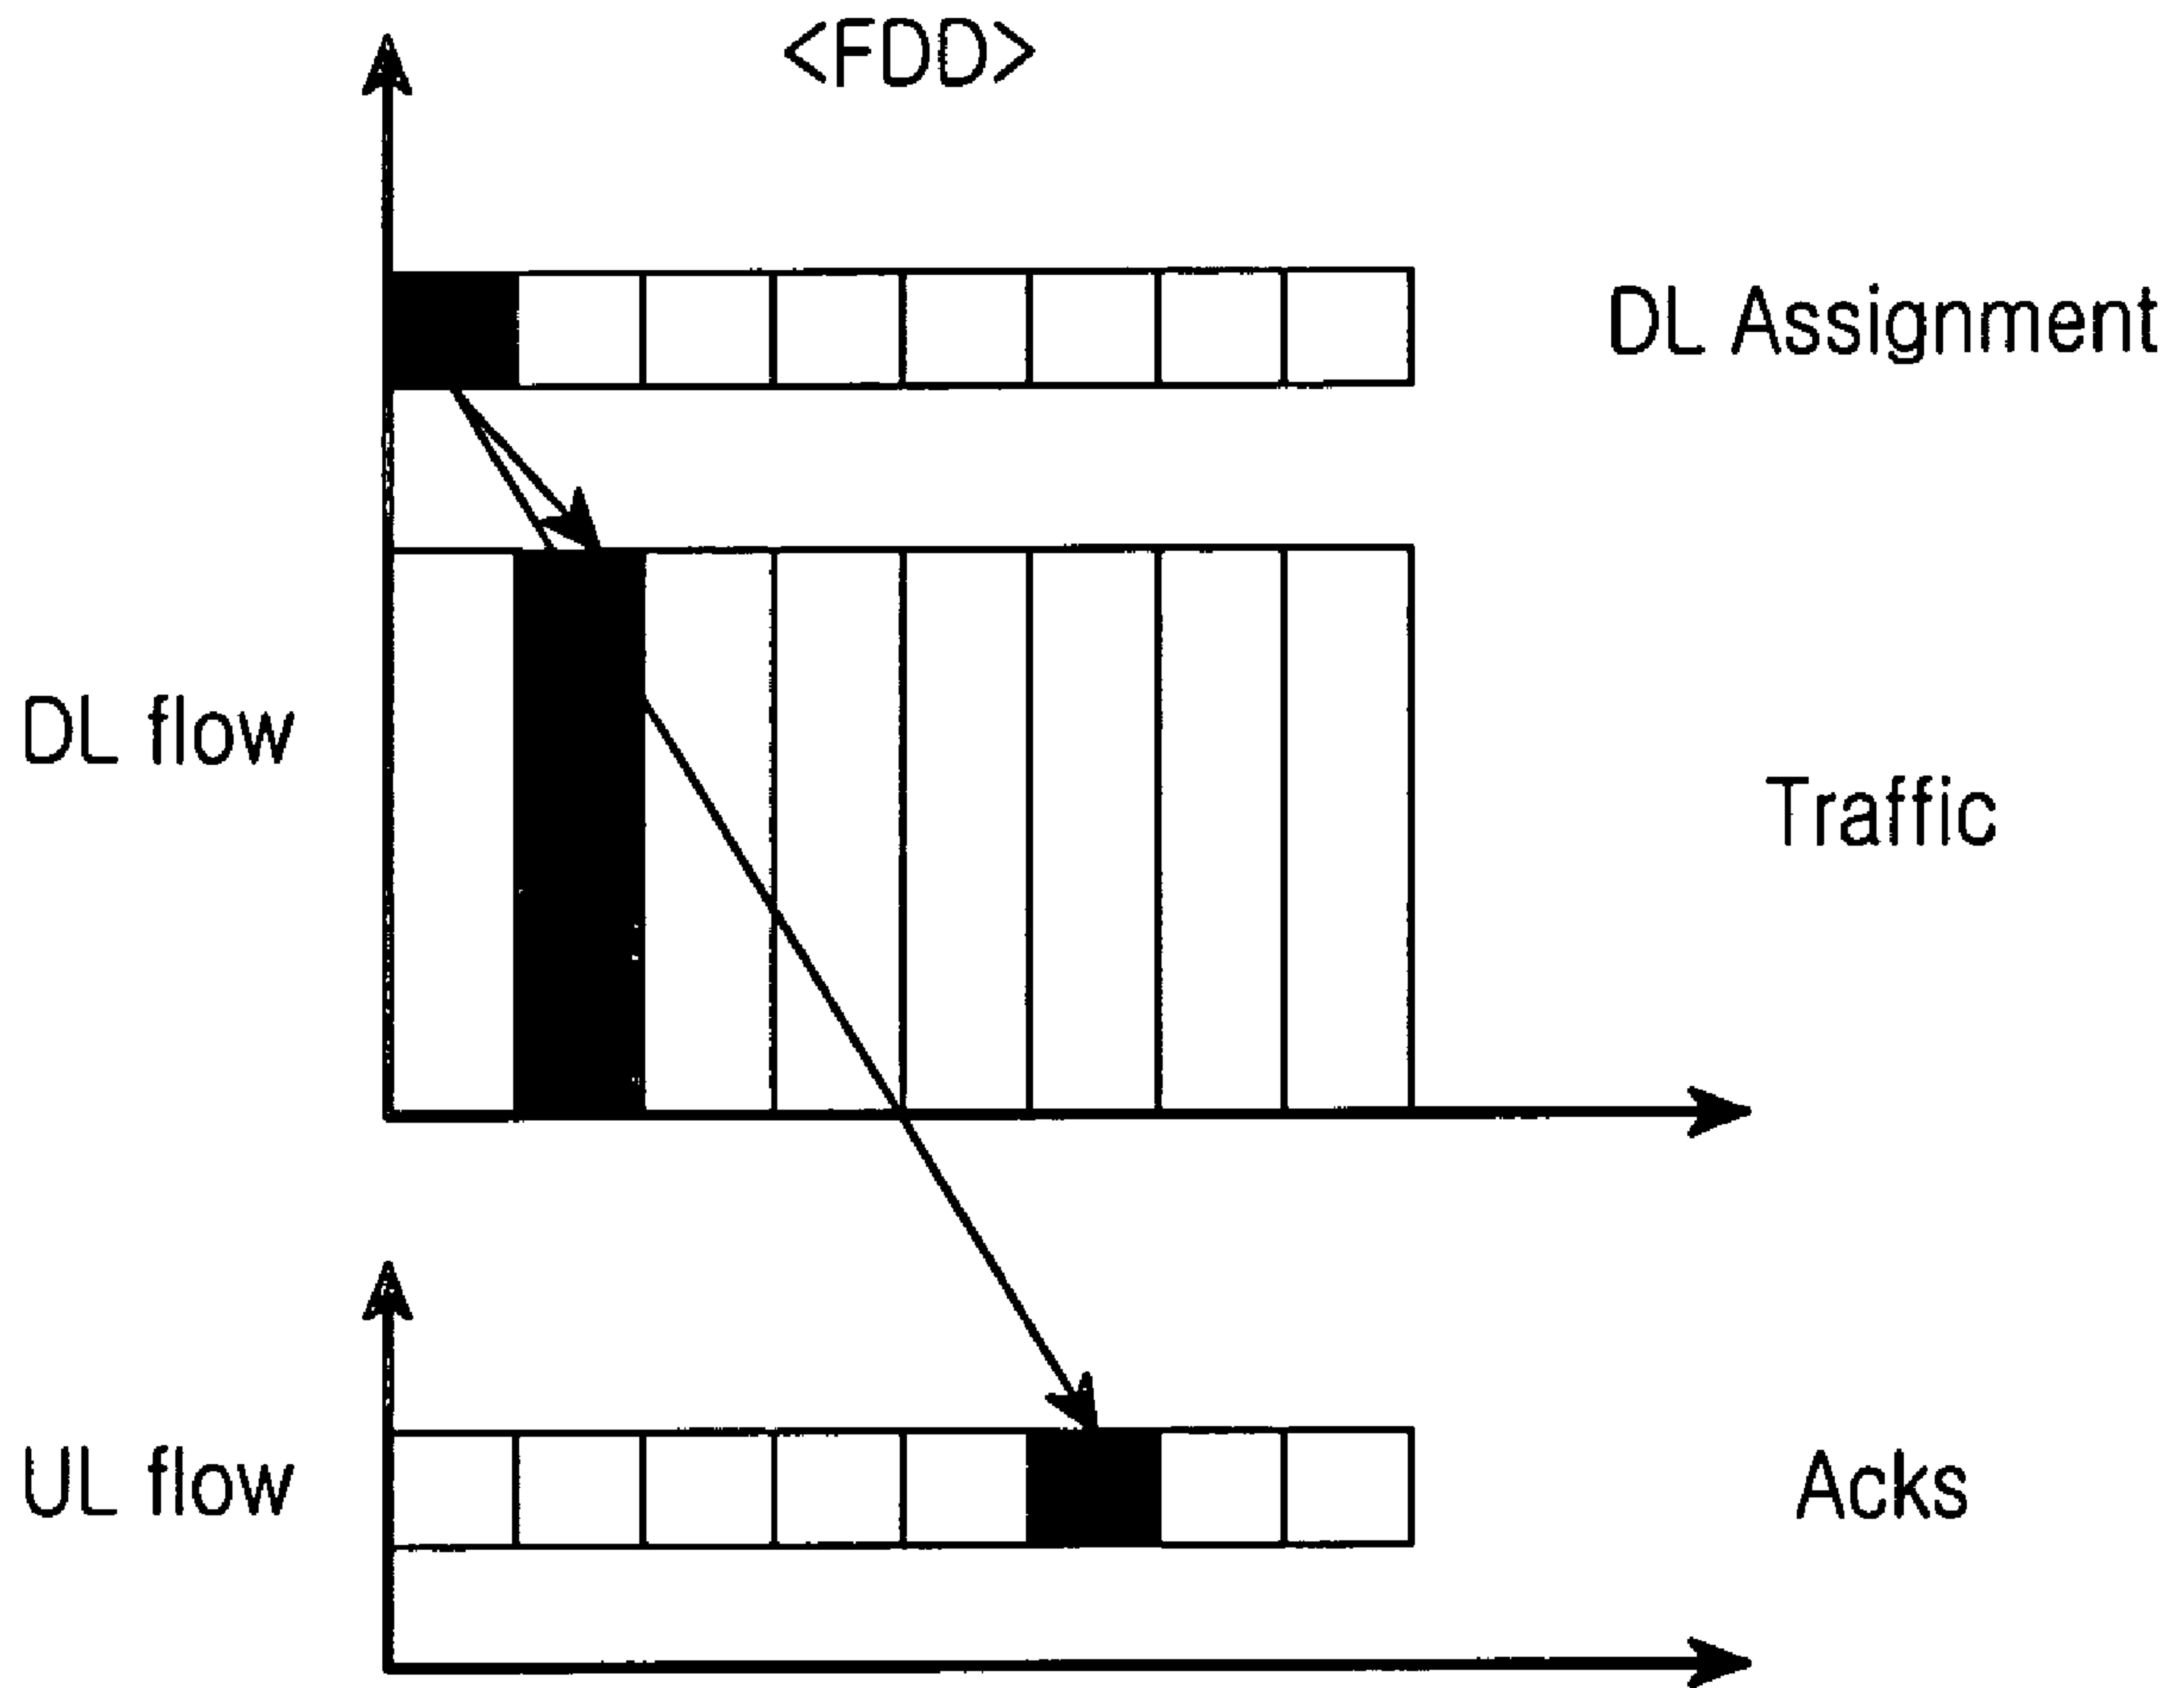 <FDD>
DL Assignment
DL flow
Traffic
UL flow
Acks